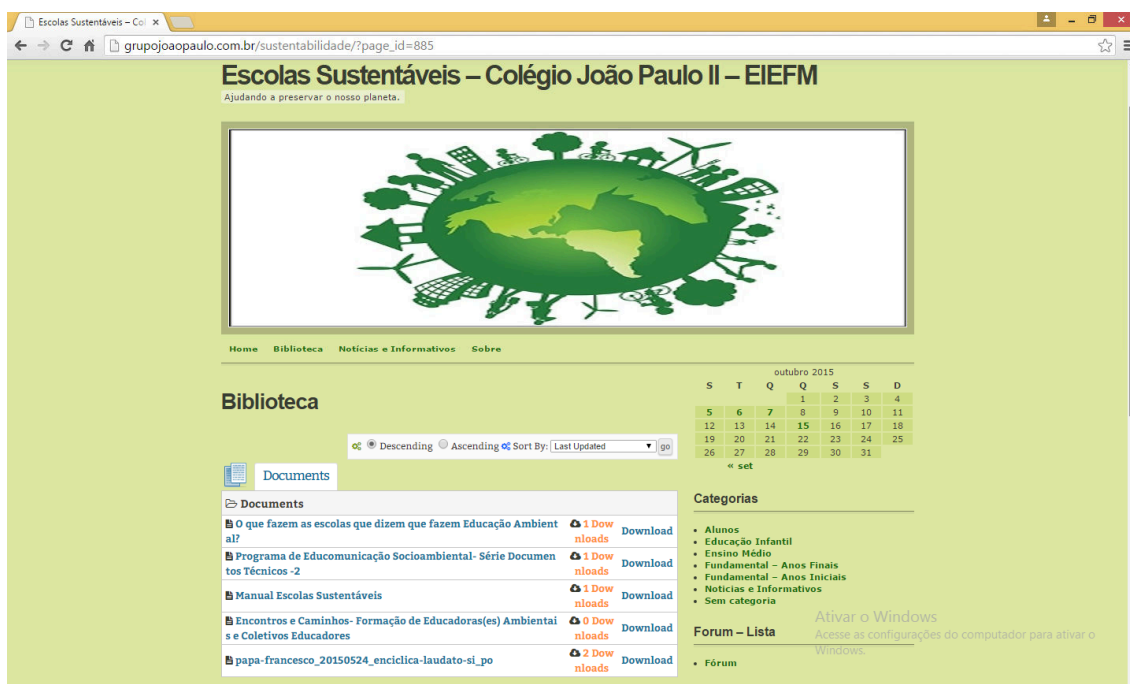 Escolas Sustentáveis – Col
grupojoaopaulo.com.br/sustentabilidade/?page_id=885
Escolas Sustentáveis – Colégio João Paulo II – EIEFM
Ajudando a preservar o nosso planeta.
Home Biblioteca Notícias e Informativos Sobre
Biblioteca
Descending Ascending Sort By: Last Updated go
Documents
Documents
O que fazem as escolas que dizem que fazem Educação Ambient
al?
1 Dow
nloads
Download
Programa de Educomunicação Socioambiental- Série Documen
tos Técnicos -2
1 Dow
nloads
Download
Manual Escolas Sustentáveis
1 Dow
nloads
Download
Encontros e Caminhos- Formação de Educadoras(es) Ambientai
s e Coletivos Educadores
0 Dow
nloads
Download
papa-francesco_20150524_enciclica-laudato-si_po
2 Dow
nloads
Download
outubro 2015
S T Q Q S S D
1 2 3 4
5 6 7 8 9 10 11
12 13 14 15 16 17 18
19 20 21 22 23 24 25
26 27 28 29 30 31
« set
Categorias
Alunos
Educação Infantil
Ensino Médio
Fundamental – Anos Finais
Fundamental – Anos Iniciais
Noticias e Informativos
Sem categoria
Forum – Lista
Fórum
Ativar o Windows
Acesse as configurações do computador para ativar o
Windows.